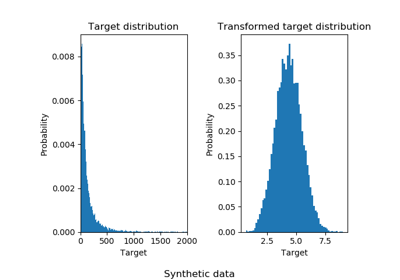 Target distribution
0.008
0.006
0.004
0.002
0.000
Probability
0 500 1000 1500 2000
Target
Transformed target distribution
0.35
0.30
0.25
0.20
0.15
0.10
0.05
0.00
Probability
2.5 5.0 7.5
Target
Synthetic data